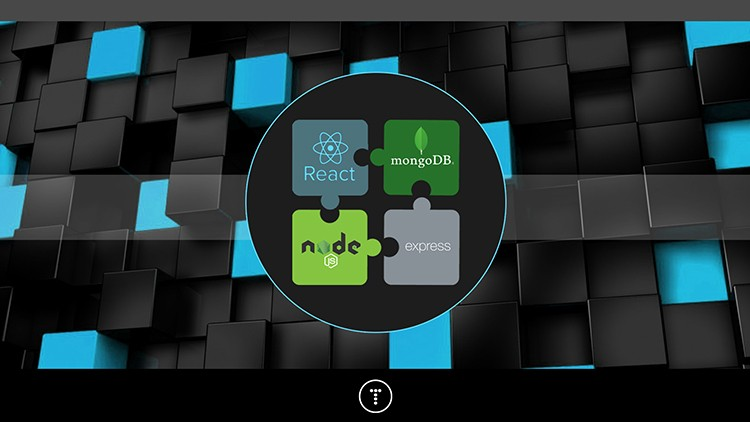 React
mongoDB®
node
JS
express
T